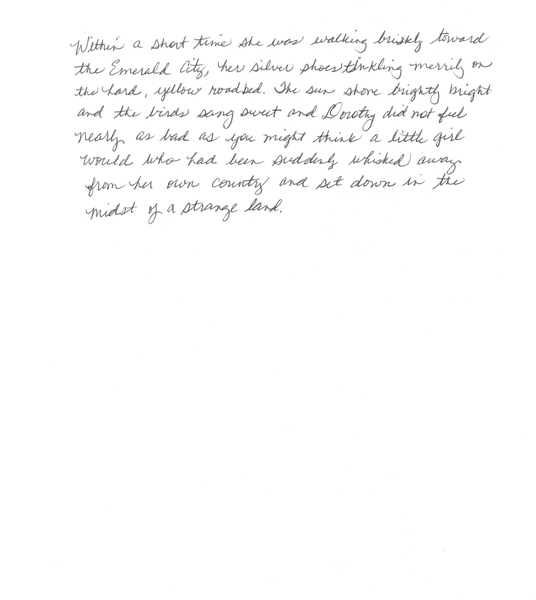 Within a short time she was walking briskly toward
the Emerald City, her silver shoes tinkling merrily on
the hard, yellow roadbed. The sun shone brightly bright
and the birds sang sweet and Dorothy did not feel
nearly as bad as you might think a little girl
would who had been suddenly whisked away
from her own country and set down in the
midst of a strange land.